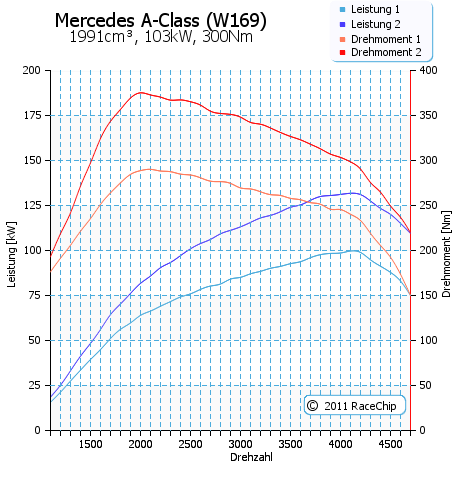 Mercedes A-Class (W169)
1991cm³, 103kW, 300Nm
Leistung 1
Leistung 2
Drehmoment 1
Drehmoment 2
200
175
150
125
100
75
50
25
0
Leistung [kW]
400
350
300
250
200
150
100
50
0
Drehmoment [Nm]
1500 2000 2500 3000 3500 4000 4500
Drehzahl
© 2011 RaceChip